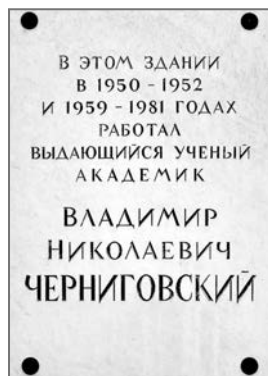 В ЭТОМ ЗДАНИИ
В 1950 - 1952
И 1959 - 1981 ГОДАХ
РАБОТАЛ
ВЫДАЮЩИЙСЯ УЧЕНЫЙ
АКАДЕМИК
ВЛАДИМИР
НИКОЛАЕВИЧ
ЧЕРНИГОВСКИЙ